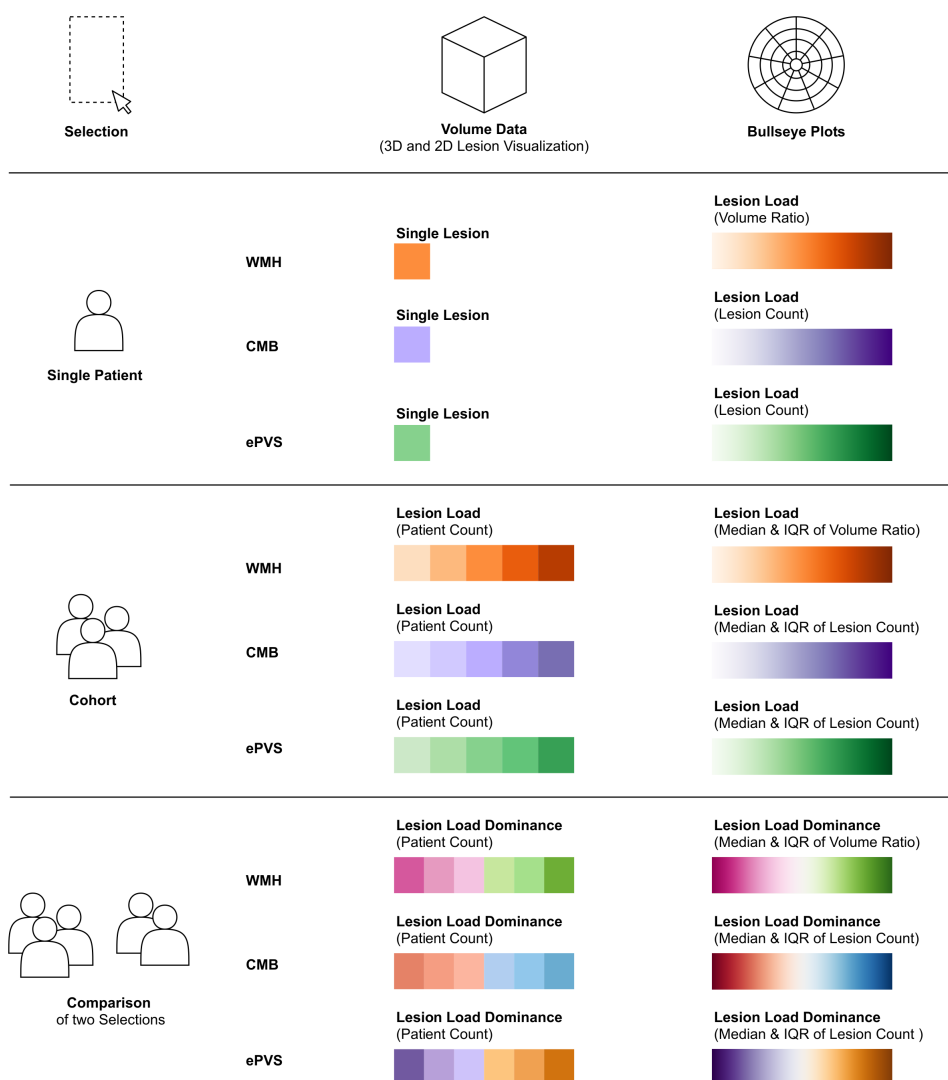 Selection
Volume Data
(3D and 2D Lesion Visualization)
Bullseye Plots
Single Patient
WMH
Single Lesion
Lesion Load
(Volume Ratio)
CMB
Single Lesion
Lesion Load
(Lesion Count)
ePVS
Single Lesion
Lesion Load
(Lesion Count)
Cohort
WMH
Lesion Load
(Patient Count)
Lesion Load
(Median & IQR of Volume Ratio)
CMB
Lesion Load
(Patient Count)
Lesion Load
(Median & IQR of Lesion Count)
ePVS
Lesion Load
(Patient Count)
Lesion Load
(Median & IQR of Lesion Count)
Comparison
of two Selections
WMH
Lesion Load Dominance
(Patient Count)
Lesion Load Dominance
(Median & IQR of Volume Ratio)
CMB
Lesion Load Dominance
(Patient Count)
Lesion Load Dominance
(Median & IQR of Lesion Count)
ePVS
Lesion Load Dominance
(Patient Count)
Lesion Load Dominance
(Median & IQR of Lesion Count )